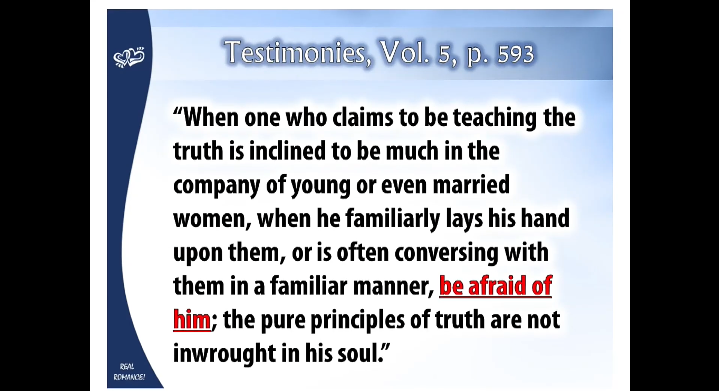 Testimonies, Vol. 5, p. 593
“When one who claims to be teaching the
truth is inclined to be much in the
company of young or even married
women, when he familiarly lays his hand
upon them, or is often conversing with
them in a familiar manner, be afraid of
him; the pure principles of truth are not
inwrought in his soul.”
REAL
ROMANCE!